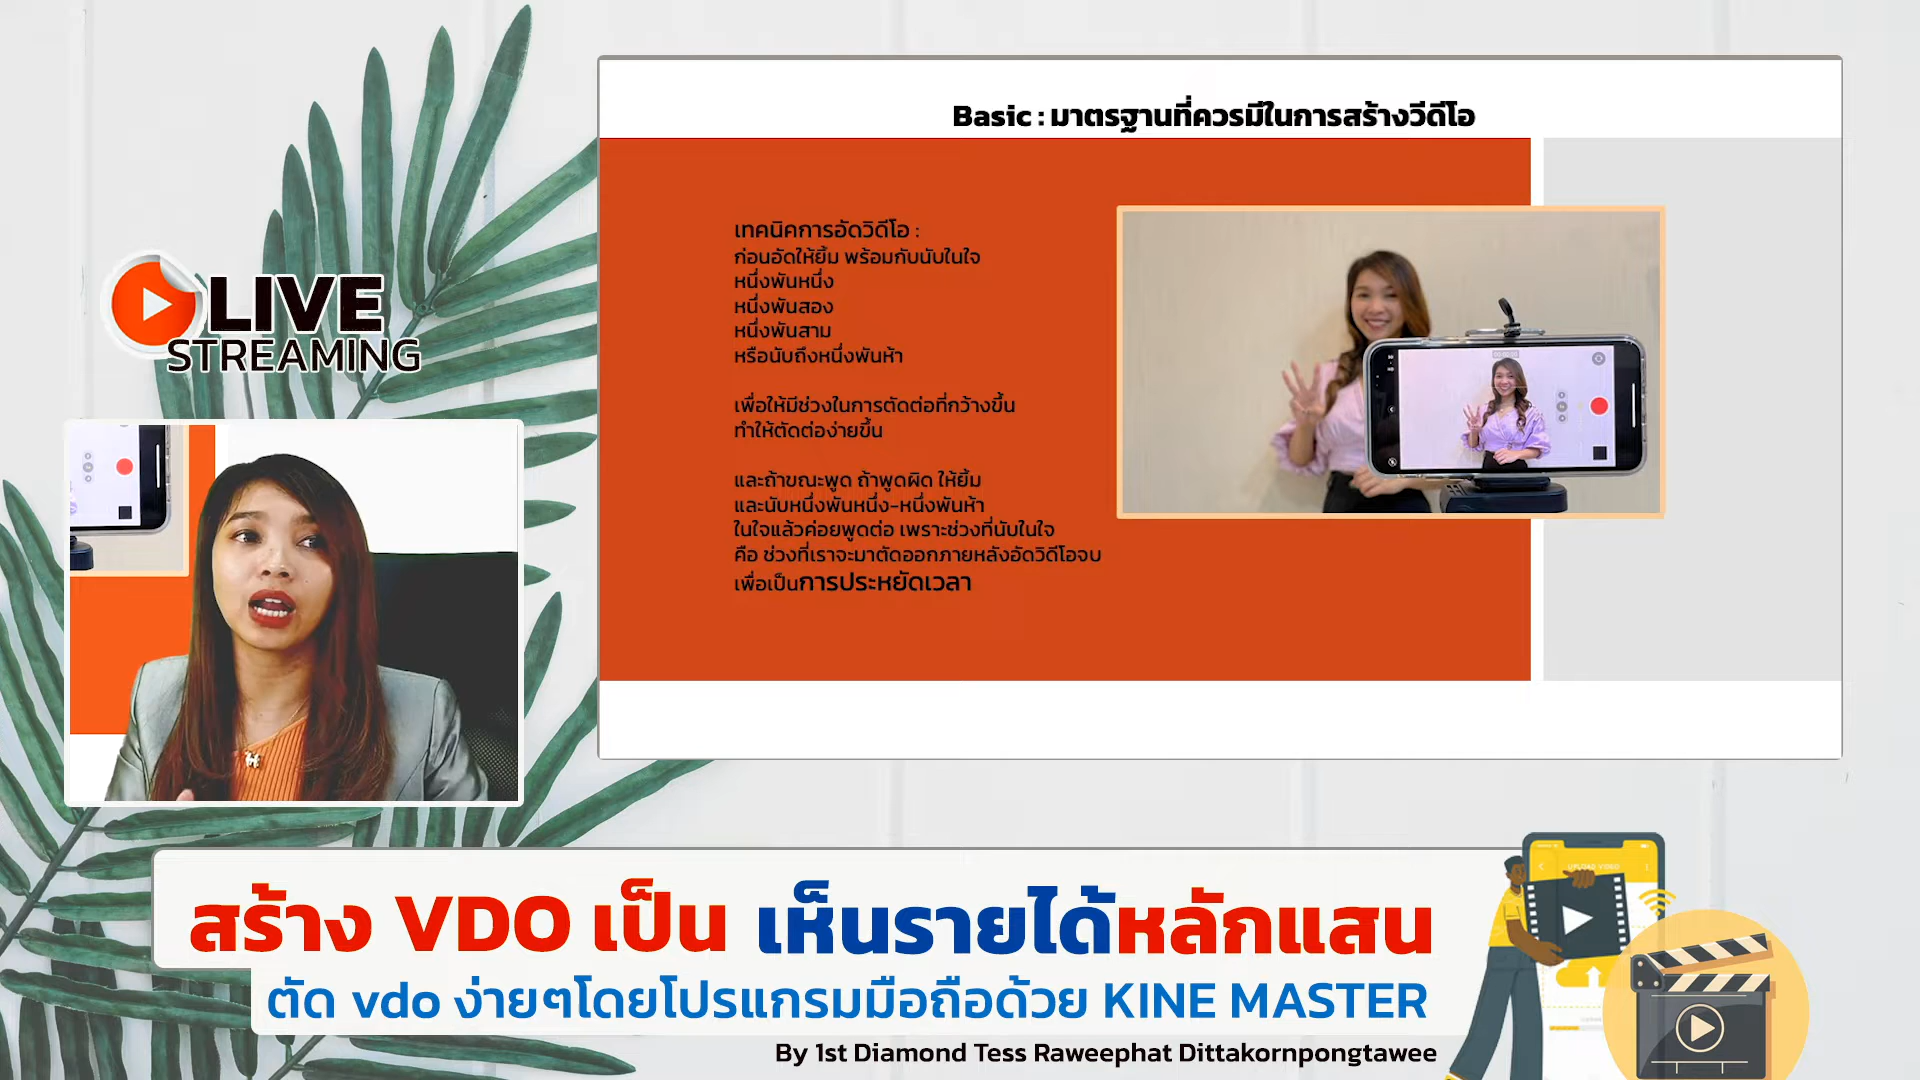 LIVE
STREAMING
Basic : มาตรฐานที่ควรมีในการสร้างวีดีโอ
เทคนิคการอัดวิดีโอ :
ก่อนอัดให้ยิ้ม พร้อมกับนับในใจ
หนึ่งพันหนึ่ง
หนึ่งพันสอง
หนึ่งพันสาม
หรือนับถึงหนึ่งพันห้า
เพื่อให้มีช่วงในการตัดต่อที่กว้างขึ้น
ทำให้ตัดต่อง่ายขึ้น
และถ้าขณะพูด ถ้าพูดผิด ให้ยิ้ม
และนับหนึ่งพันหนึ่ง-หนึ่งพันห้า
ในใจแล้วค่อยพูดต่อ เพราะช่วงที่นับในใจ
คือ ช่วงที่เราจะมาตัดออกภายหลังอัดวิดีโอจบ
เพื่อเป็นการประหยัดเวลา
สร้าง VDO เป็น เห็นรายได้หลักแสน
ตัด vdo ง่ายๆโดยโปรแกรมมือถือด้วย KINE MASTER
By 1st Diamond Tess Raweephat Dittakornpongtawee
UPLOAD VIDEO